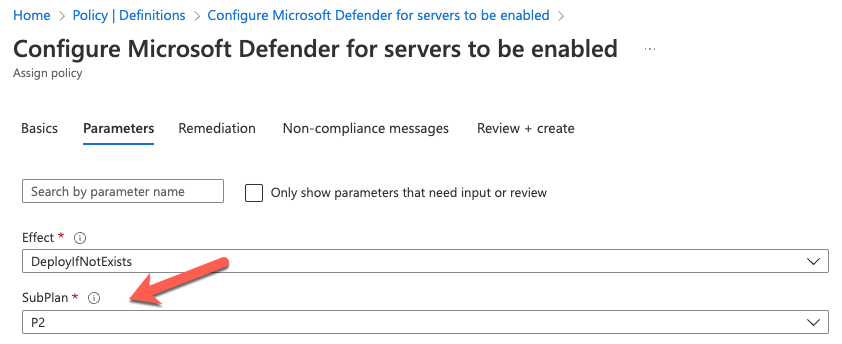 Home > Policy | Definitions > Configure Microsoft Defender for servers to be enabled >
Configure Microsoft Defender for servers to be enabled ...
Assign policy
Basics Parameters Remediation Non-compliance messages Review + create
Search by parameter name Only show parameters that need input or review
Effect *
DeployIfNotExists
SubPlan *
P2